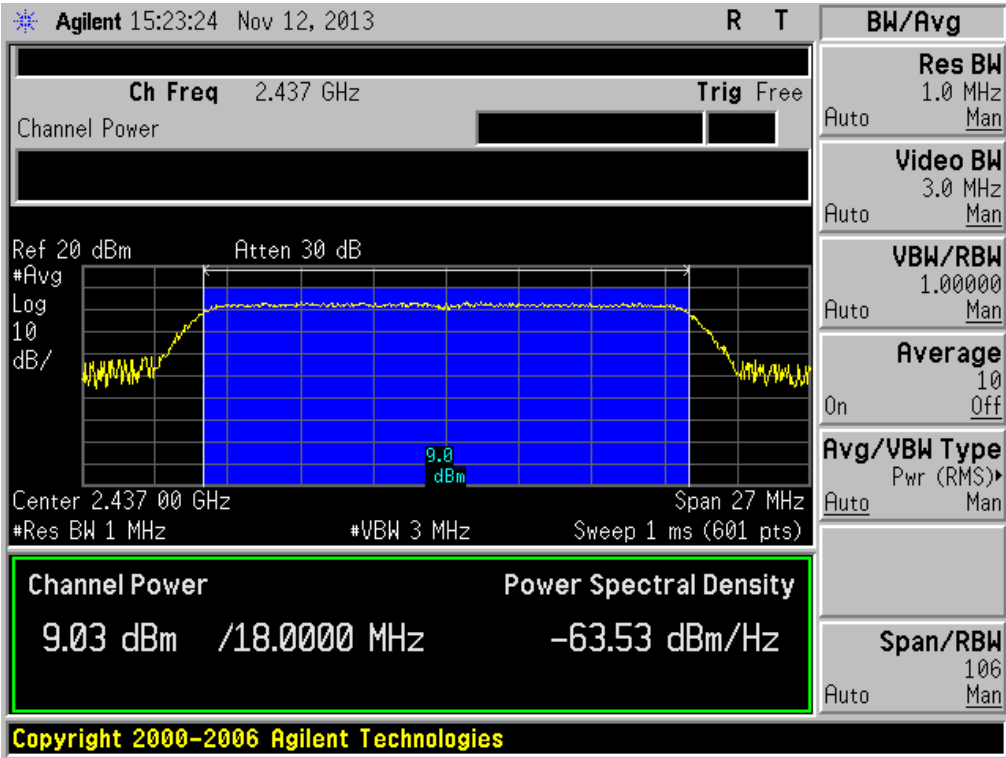 Agilent 15:23:24 Nov 12, 2013 R T
BW/Avg
Ch Freq 2.437 GHz Trig Free
Channel Power
Res BW
1.0 MHz
Auto Man
Video BW
3.0 MHz
Auto Man
VBW/RBW
1.00000
Auto Man
Average
10
On Off
Avg/VBW Type
Pwr (RMS)▸
Auto Man
Span/RBW
106
Auto Man
Ref 20 dBm Atten 30 dB
#Avg
Log
10
dB/
9.0
dBm
Center 2.437 00 GHz Span 27 MHz
#Res BW 1 MHz #VBW 3 MHz Sweep 1 ms (601 pts)
Channel Power Power Spectral Density
9.03 dBm /18.0000 MHz -63.53 dBm/Hz
Copyright 2000-2006 Agilent Technologies